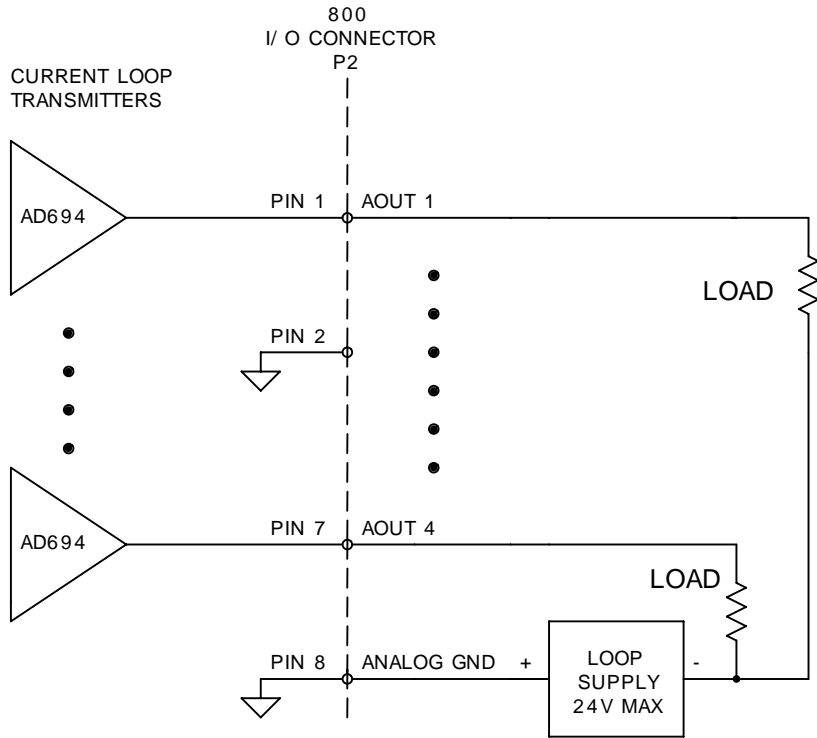 800
I/ O CONNECTOR
P2
CURRENT LOOP
TRANSMITTERS
AD694
PIN 1
AOUT 1
LOAD
PIN 2
AD694
PIN 7
AOUT 4
LOAD
PIN 8
ANALOG GND
+
LOOP
SUPPLY
24V MAX
-